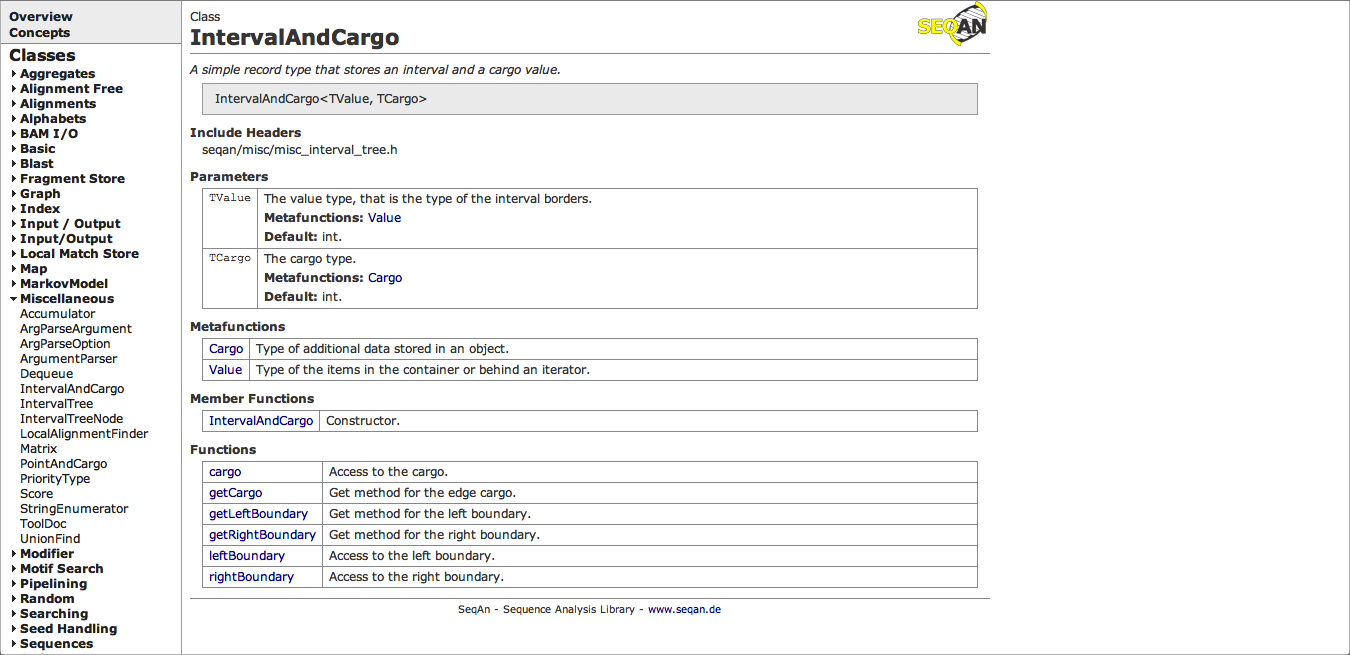 Overview
Concepts
Classes
Aggregates
Alignment Free
Alignments
Alphabets
BAM I/O
Basic
Blast
Fragment Store
Graph
Index
Input / Output
Input/Output
Local Match Store
Map
MarkovModel
Miscellaneous
Accumulator
ArgParseArgument
ArgParseOption
ArgumentParser
Dequeue
IntervalAndCargo
IntervalTree
IntervalTreeNode
LocalAlignmentFinder
Matrix
PointAndCargo
PriorityType
Score
StringEnumerator
ToolDoc
UnionFind
Modifier
Motif Search
Pipelining
Random
Searching
Seed Handling
Sequences
Class
IntervalAndCargo
SEQAN
A simple record type that stores an interval and a cargo value.
IntervalAndCargo<TValue, TCargo>
Include Headers
seqan/misc/misc_interval_tree.h
Parameters
TValue The value type, that is the type of the interval borders.
Metafunctions: Value
Default: int.
TCargo The cargo type.
Metafunctions: Cargo
Default: int.
Metafunctions
Cargo Type of additional data stored in an object.
Value Type of the items in the container or behind an iterator.
Member Functions
IntervalAndCargo Constructor.
Functions
cargo Access to the cargo.
getCargo Get method for the edge cargo.
getLeftBoundary Get method for the left boundary.
getRightBoundary Get method for the right boundary.
leftBoundary Access to the left boundary.
rightBoundary Access to the right boundary.
SeqAn - Sequence Analysis Library - www.seqan.de